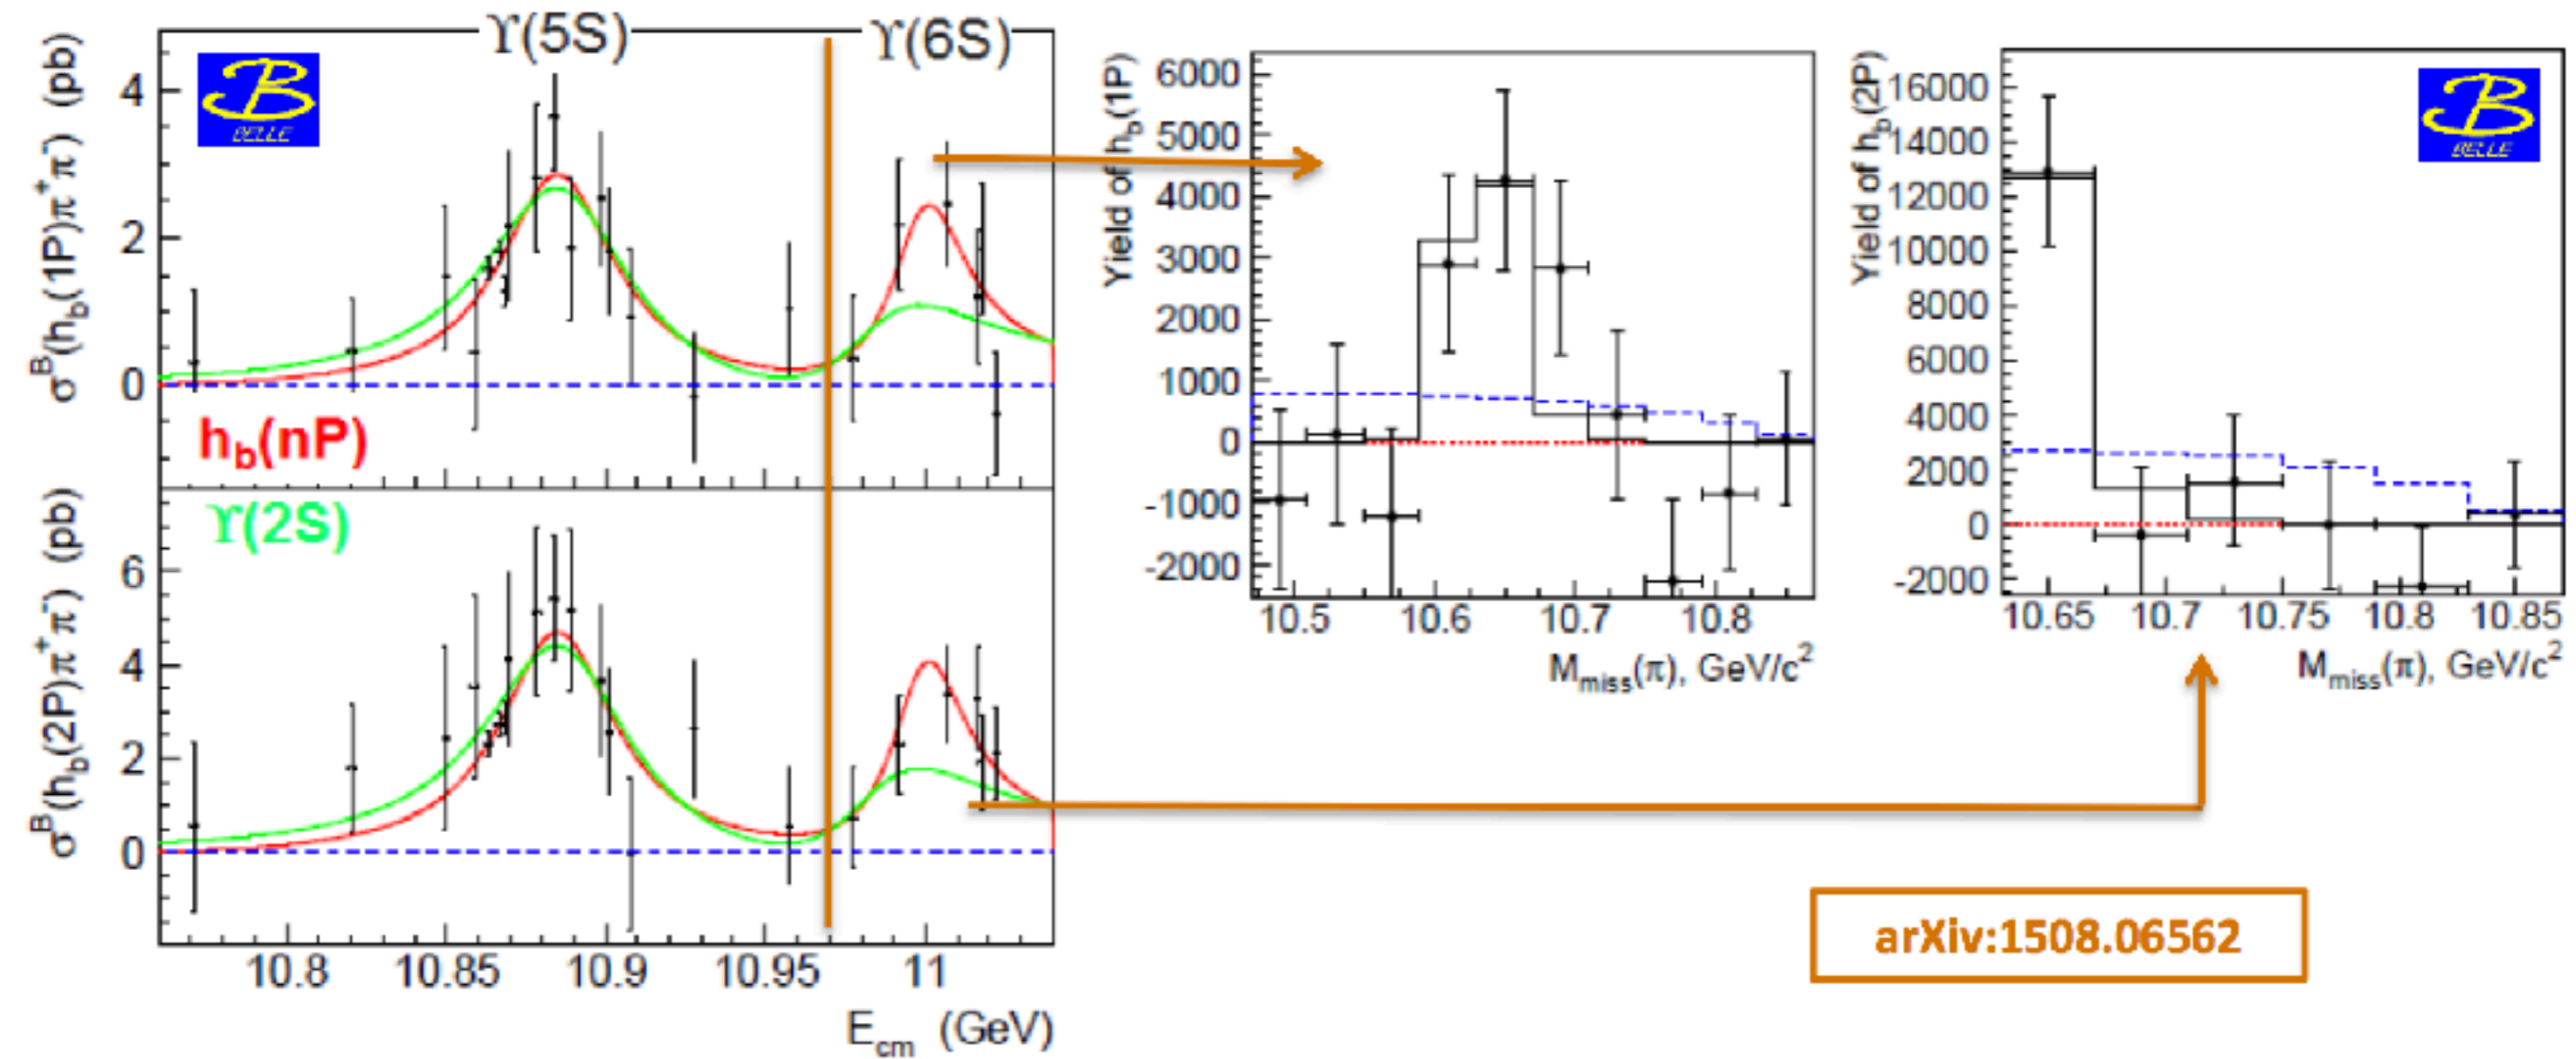 ϒ(5S) ϒ(6S)
σᴮ(h_b(1P)π⁺π⁻) (pb)
4
2
0
BELLE
h_b(nP)
σᴮ(h_b(2P)π⁺π⁻) (pb)
ϒ(2S)
6
4
2
0
10.8 10.85 10.9 10.95 11
E_cm (GeV)
Yield of h_b(1P)
6000
5000
4000
3000
2000
1000
0
-1000
-2000
10.5 10.6 10.7 10.8
M_miss(π), GeV/c²
Yield of h_b(2P)
16000
14000
12000
10000
8000
6000
4000
2000
0
-2000
BELLE
10.65 10.7 10.75 10.8 10.85
M_miss(π), GeV/c²
arXiv:1508.06562